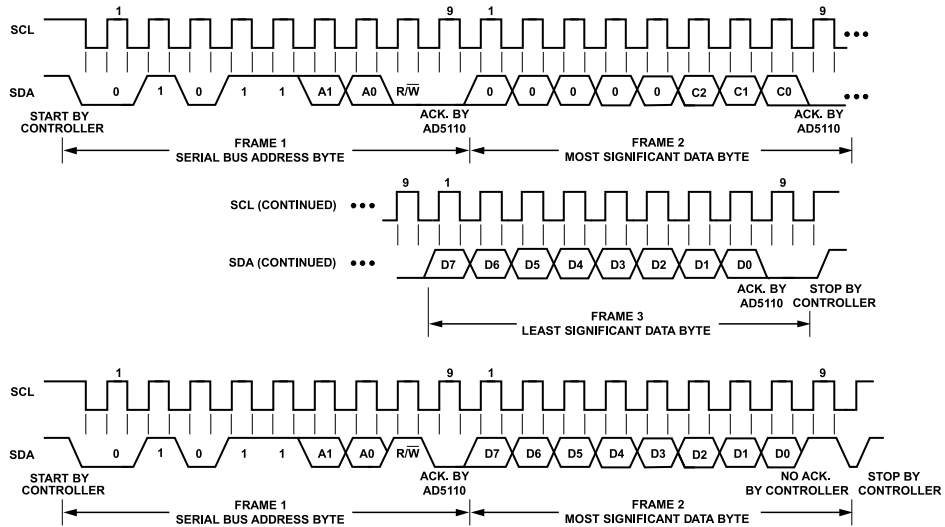 1 9 1 9
SCL •••
SDA 0 1 0 1 1 A1 A0 R/W̅ 0 0 0 0 0 C2 C1 C0 •••
START BY
CONTROLLER
ACK. BY
AD5110
ACK. BY
AD5110
FRAME 1
SERIAL BUS ADDRESS BYTE
FRAME 2
MOST SIGNIFICANT DATA BYTE
9 1 9
SCL (CONTINUED) •••
SDA (CONTINUED) ••• D7 D6 D5 D4 D3 D2 D1 D0
ACK. BY
AD5110
STOP BY
CONTROLLER
FRAME 3
LEAST SIGNIFICANT DATA BYTE
1 9 1 9
SCL
SDA 0 1 0 1 1 A1 A0 R/W̅ D7 D6 D5 D4 D3 D2 D1 D0
START BY
CONTROLLER
ACK. BY
AD5110
NO ACK.
BY CONTROLLER
STOP BY
CONTROLLER
FRAME 1
SERIAL BUS ADDRESS BYTE
FRAME 2
MOST SIGNIFICANT DATA BYTE